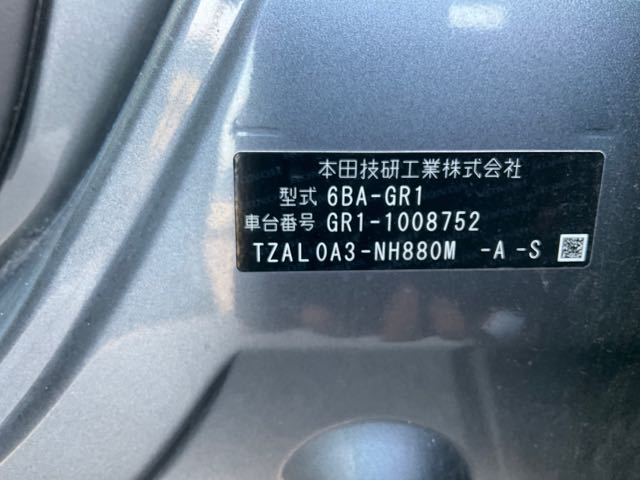 本田技研工業株式会社
型式 6BA-GR1
車台番号 GR1-1008752
TZAL0A3-NH880M -A-S